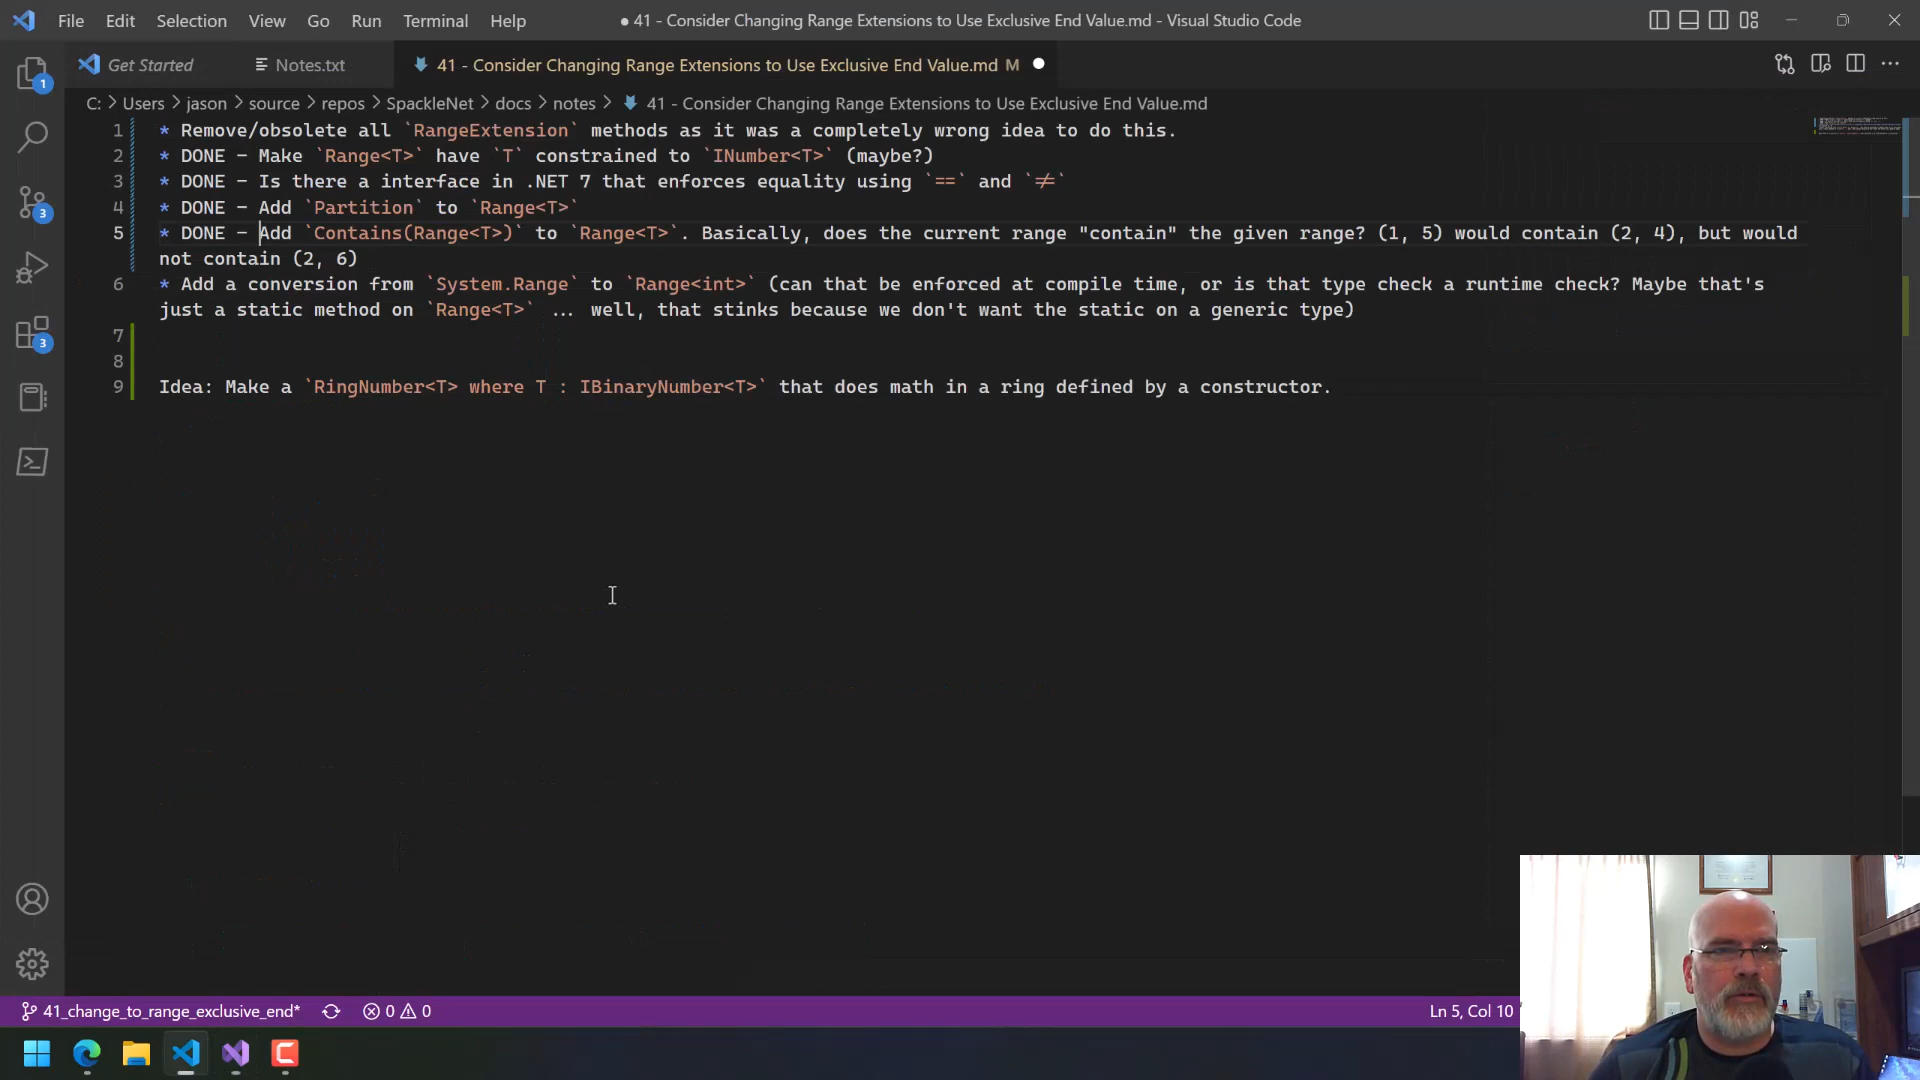 File Edit Selection View Go Run Terminal Help ● 41 - Consider Changing Range Extensions to Use Exclusive End Value.md - Visual Studio Code
Get Started Notes.txt 41 - Consider Changing Range Extensions to Use Exclusive End Value.md M
C: > Users > jason > source > repos > SpackleNet > docs > notes > 41 - Consider Changing Range Extensions to Use Exclusive End Value.md
1 * Remove/obsolete all `RangeExtension` methods as it was a completely wrong idea to do this.
2 * DONE - Make `Range<T>` have `T` constrained to `INumber<T>` (maybe?)
3 * DONE - Is there a interface in .NET 7 that enforces equality using `==` and `≠`
4 * DONE - Add `Partition` to `Range<T>`
5 * DONE - Add `Contains(Range<T>)` to `Range<T>`. Basically, does the current range "contain" the given range? (1, 5) would contain (2, 4), but would
not contain (2, 6)
6 * Add a conversion from `System.Range` to `Range<int>` (can that be enforced at compile time, or is that type check a runtime check? Maybe that's
just a static method on `Range<T>` ... well, that stinks because we don't want the static on a generic type)
7
8
9 Idea: Make a `RingNumber<T> where T : IBinaryNumber<T>` that does math in a ring defined by a constructor.
1
3
3
41_change_to_range_exclusive_end* 0 0 Ln 5, Col 10